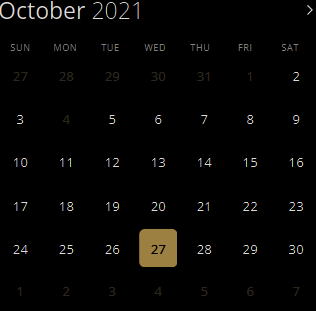 October 2021 >
SUN MON TUE WED THU FRI SAT
27 28 29 30 31 1 2
3 4 5 6 7 8 9
10 11 12 13 14 15 16
17 18 19 20 21 22 23
24 25 26 27 28 29 30
1 2 3 4 5 6 7